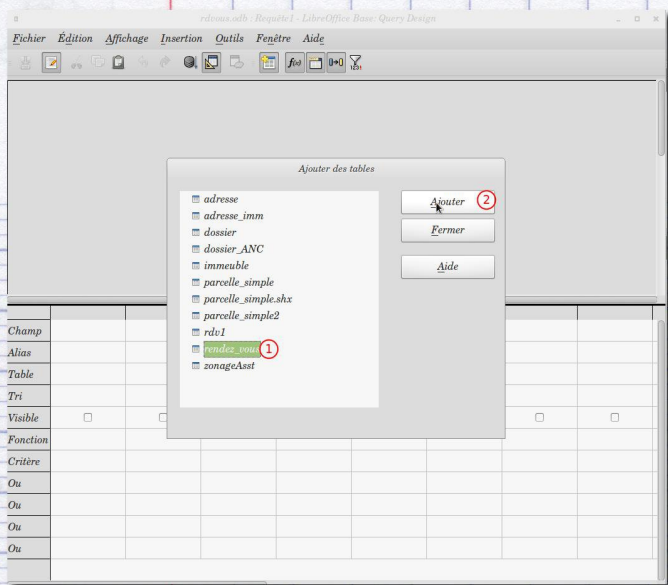 rdvous.odb : Requête1 - LibreOffice Base: Query Design
Fichier Édition Affichage Insertion Outils Fenêtre Aide
f(x)
Ajouter des tables
adresse
adresse_imm
dossier
dossier_ANC
immeuble
parcelle_simple
parcelle_simple.shx
parcelle_simple2
rdv1
rendez_vous 1
zonageAsst
Ajouter 2
Fermer
Aide
Champ
Alias
Table
Tri
Visible
Fonction
Critère
Ou
Ou
Ou
Ou